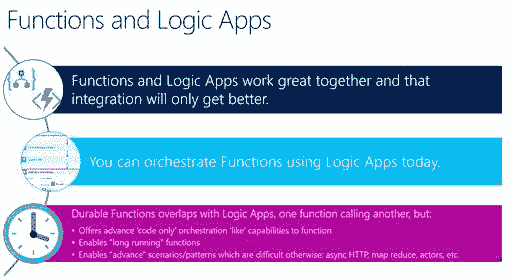 Functions and Logic Apps
Functions and Logic Apps work great together and that
integration will only get better.
You can orchestrate Functions using Logic Apps today.
Durable Functions overlaps with Logic Apps, one function calling another, but:
• Offers advance 'code only' orchestration 'like' capabilities to function
• Enables "long running" functions
• Enables "advance" scenarios/patterns which are difficult otherwise: async HTTP, map reduce, actors, etc.